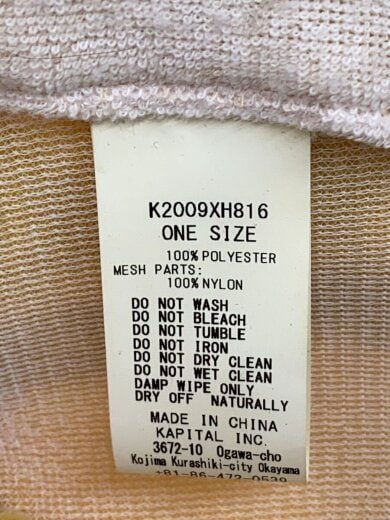 K2009XH816
ONE SIZE
100% POLYESTER
MESH PARTS:
100% NYLON
DO NOT WASH
DO NOT BLEACH
DO NOT TUMBLE
DO NOT IRON
DO NOT DRY CLEAN
DO NOT WET CLEAN
DAMP WIPE ONLY
DRY OFF NATURALLY
MADE IN CHINA
KAPITAL INC.
3672-10 Ogawa-cho
Kojima Kurashiki-city Okayama